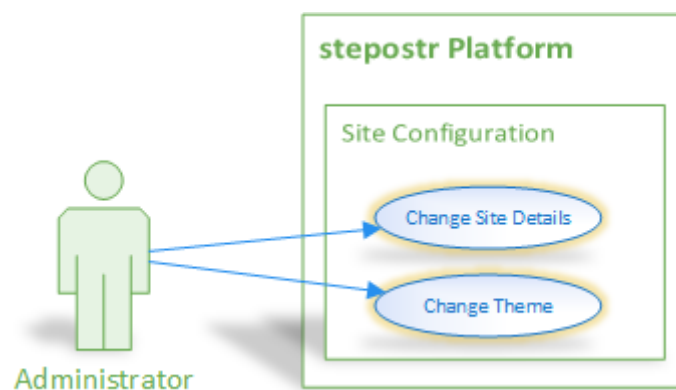 stepostr Platform
Site Configuration
Change Site Details
Change Theme
Administrator